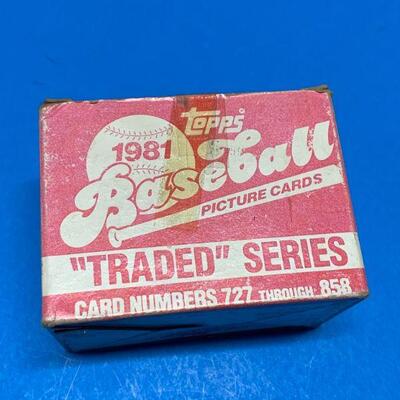 topps
1981
Baseball
PICTURE CARDS
"TRADED" SERIES
CARD NUMBERS 727 THROUGH 858